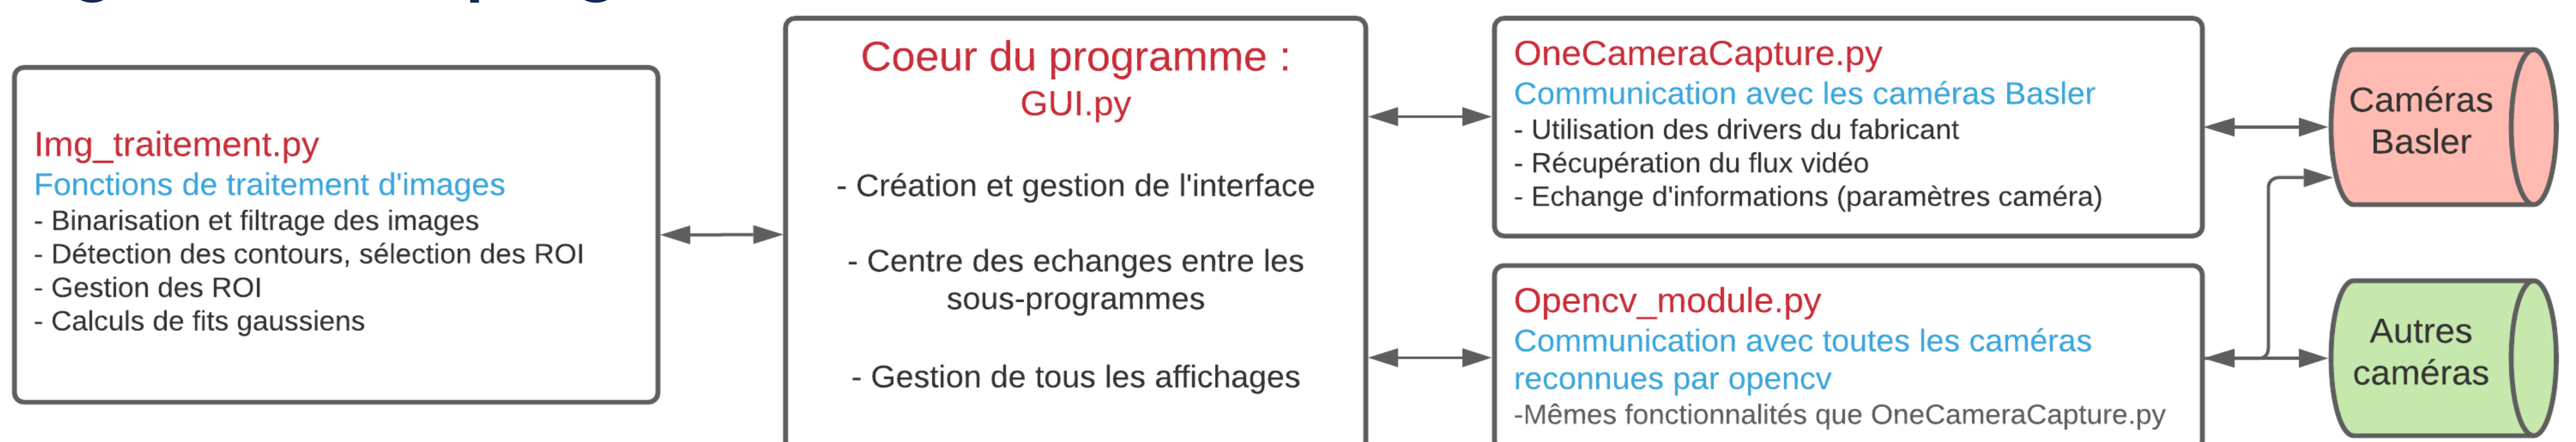 Img_traitement.py
Fonctions de traitement d'images
- Binarisation et filtrage des images
- Détection des contours, sélection des ROI
- Gestion des ROI
- Calculs de fits gaussiens
Coeur du programme :
GUI.py
- Création et gestion de l'interface
- Centre des echanges entre les
sous-programmes
- Gestion de tous les affichages
OneCameraCapture.py
Communication avec les caméras Basler
- Utilisation des drivers du fabricant
- Récupération du flux vidéo
- Echange d'informations (paramètres caméra)
Opencv_module.py
Communication avec toutes les caméras
reconnues par opencv
-Mêmes fonctionnalités que OneCameraCapture.py
Caméras
Basler
Autres
caméras